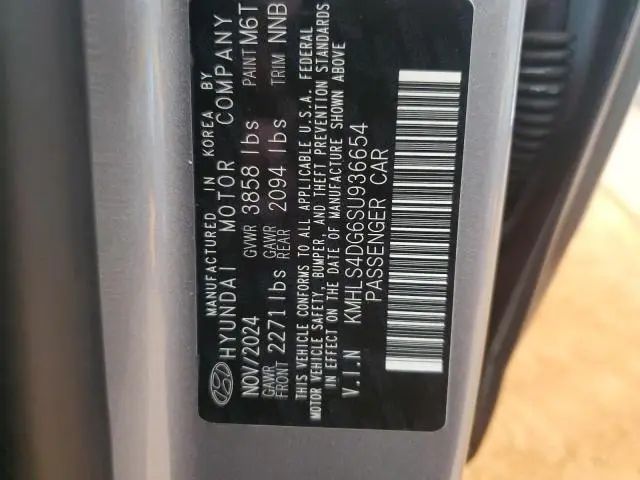 MANUFACTURED IN KOREA BY
HYUNDAI MOTOR COMPANY
NOV/2024 GVWR 3858 lbs PAINT M6T
GAWR FRONT 2271 lbs GAWR REAR 2094 lbs TRIM NNB
THIS VEHICLE CONFORMS TO ALL APPLICABLE U.S.A. FEDERAL
MOTOR VEHICLE SAFETY, BUMPER, AND THEFT PREVENTION STANDARDS
IN EFFECT ON THE DATE OF MANUFACTURE SHOWN ABOVE
V.I.N KMHLS4DG6SU936654
PASSENGER CAR